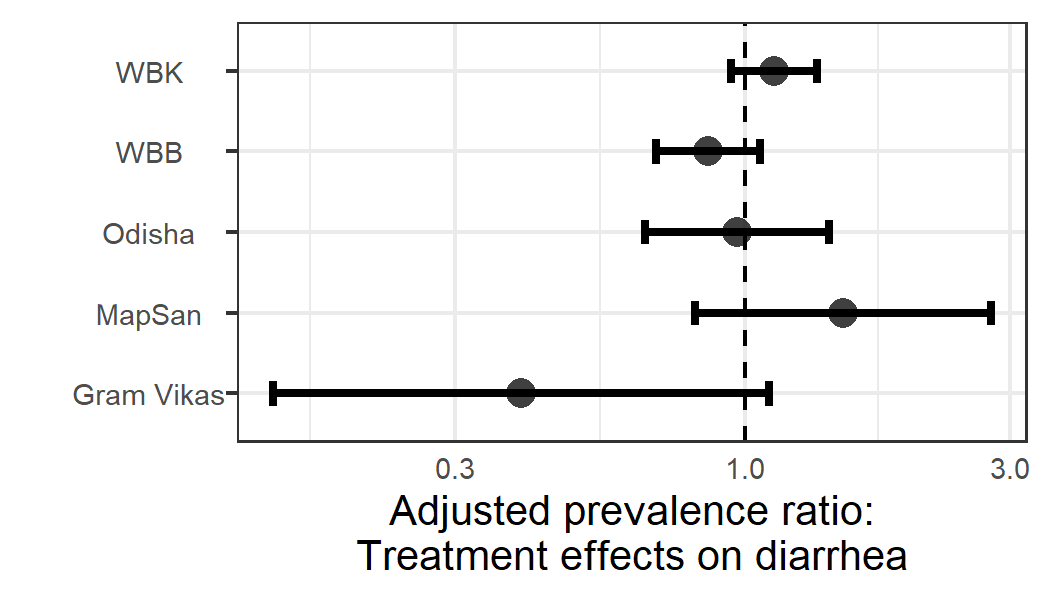 WBK
WBB
Odisha
MapSan
Gram Vikas
0.3 1.0 3.0
Adjusted prevalence ratio:
Treatment effects on diarrhea